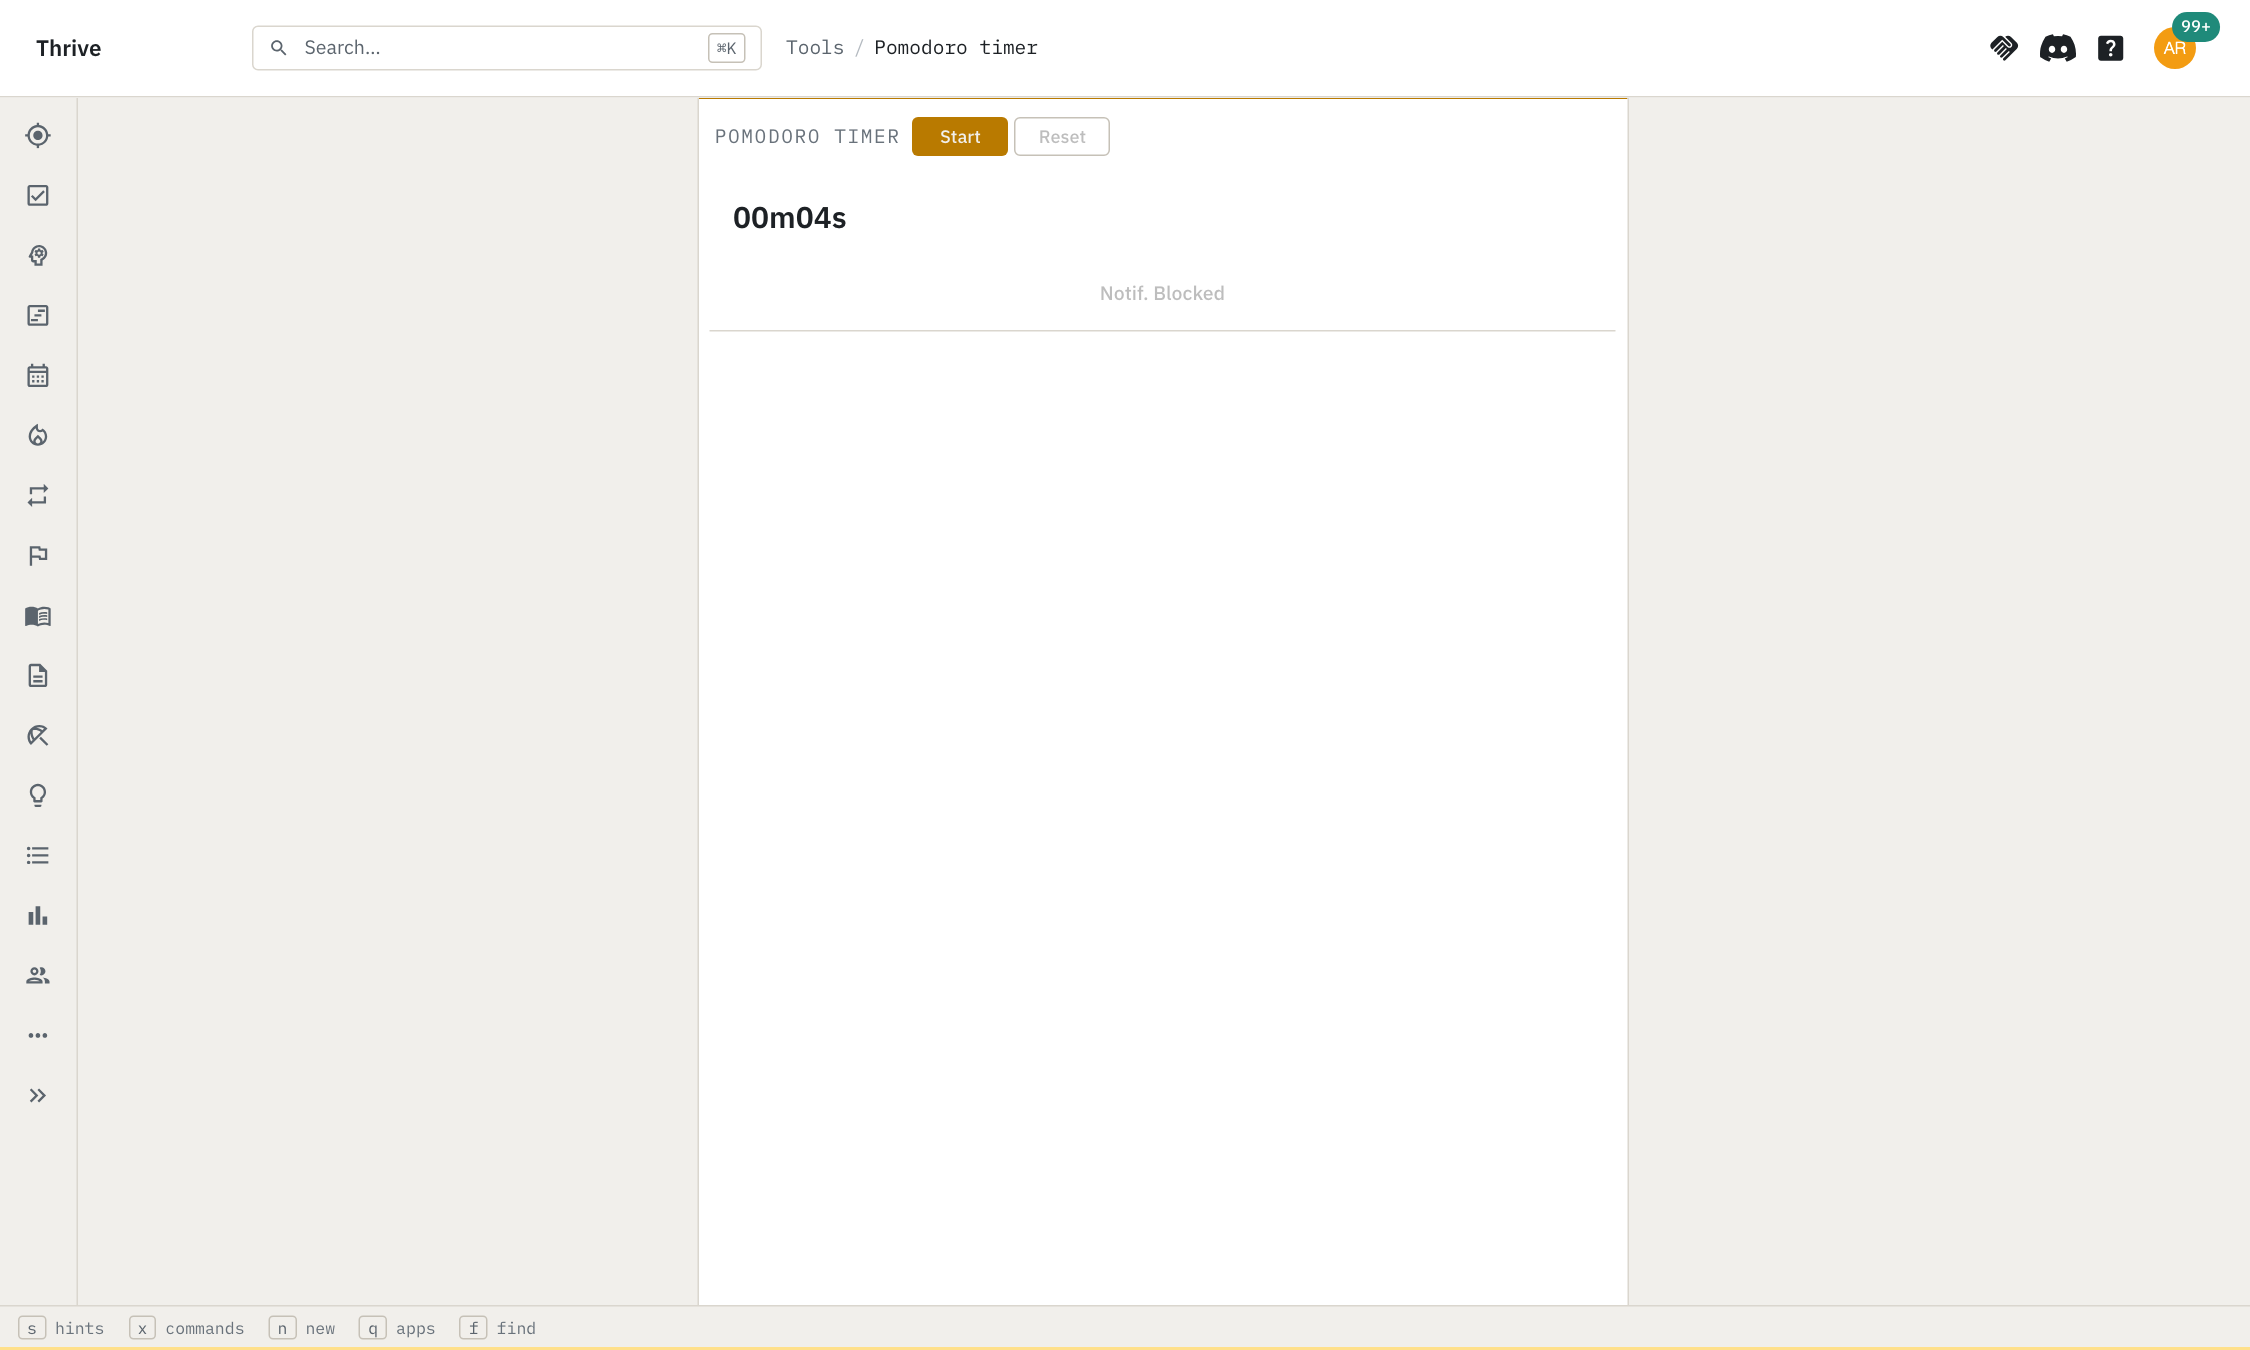 Thrive
Search...
⌘K
Tools / Pomodoro timer
99+
AR
POMODORO TIMER
Start
Reset
00m04s
Notif. Blocked
s hints x commands n new q apps f find